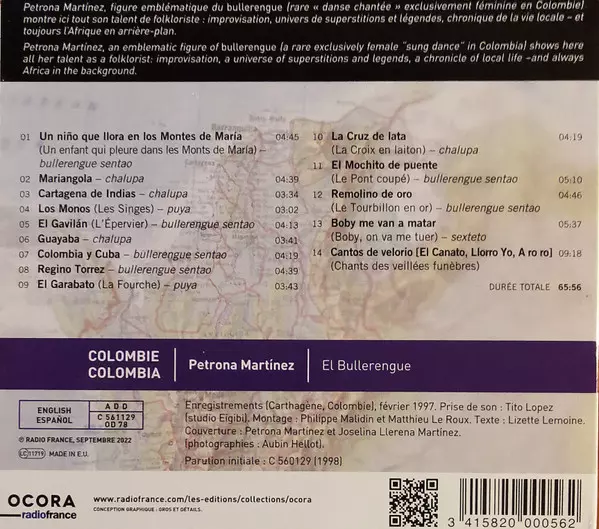 Petrona Martínez, figure emblématique du bullerengue (rare « danse chantée » exclusivement féminine en Colombie)
montre ici tout son talent de folkloriste : improvisation, univers de superstitions et légendes, chronique de la vie locale – et
toujours l'Afrique en arrière-plan.
Petrona Martínez, an emblematic figure of bullerengue (a rare exclusively female "sung dance" in Colombia) shows here
all her talent as a folklorist: improvisation, a universe of superstitions and legends, a chronicle of local life –and always
Africa in the background.
01 Un niño que llora en los Montes de María 04:45
(Un enfant qui pleure dans les Monts de María) –
bullerengue sentao
02 Mariangola – chalupa 04:39
03 Cartagena de Indias – chalupa 03:34
04 Los Monos (Les Singes) – puya 03:02
05 El Gavilán (L'Épervier) – bullerengue sentao 04:13
06 Guayaba – chalupa 03:41
07 Colombia y Cuba – bullerengue sentao 04:19
08 Regino Torrez – bullerengue sentao 04:39
09 El Garabato (La Fourche) – puya 03:43
10 La Cruz de lata 04:19
(La Croix en laiton) – chalupa
11 El Mochito de puente
(Le Pont coupé) – bullerengue sentao 05:10
12 Remolino de oro 04:46
(Le Tourbillon en or) – bullerengue sentao
13 Boby me van a matar 05:37
(Boby, on va me tuer) – sexteto
14 Cantos de velorio [El Canato, Llorro Yo, A ro ro] 09:18
(Chants des veillées funèbres)
DURÉE TOTALE 65:56
COLOMBIE
COLOMBIA
Petrona Martínez
El Bullerengue
ENGLISH
ESPAÑOL
A D D
C 561129
OD 78
℗ © RADIO FRANCE, SEPTEMBRE 2022
LC 11719 MADE IN E.U.
Enregistrements (Carthagène, Colombie), février 1997. Prise de son : Tito Lopez
(studio Eigibi). Montage : Philippe Malidin et Matthieu Le Roux. Texte : Lizette Lemoine.
Couverture : Petrona Martínez et Joselina Llerena Martínez.
(photographies : Aubin Hellot).
Parution initiale : C 560129 (1998)
OCORA
radiofrance
www.radiofrance.com/les-editions/collections/ocora
CONCEPTION GRAPHIQUE : GROS ET DÉTAILS.
3 415820 000562